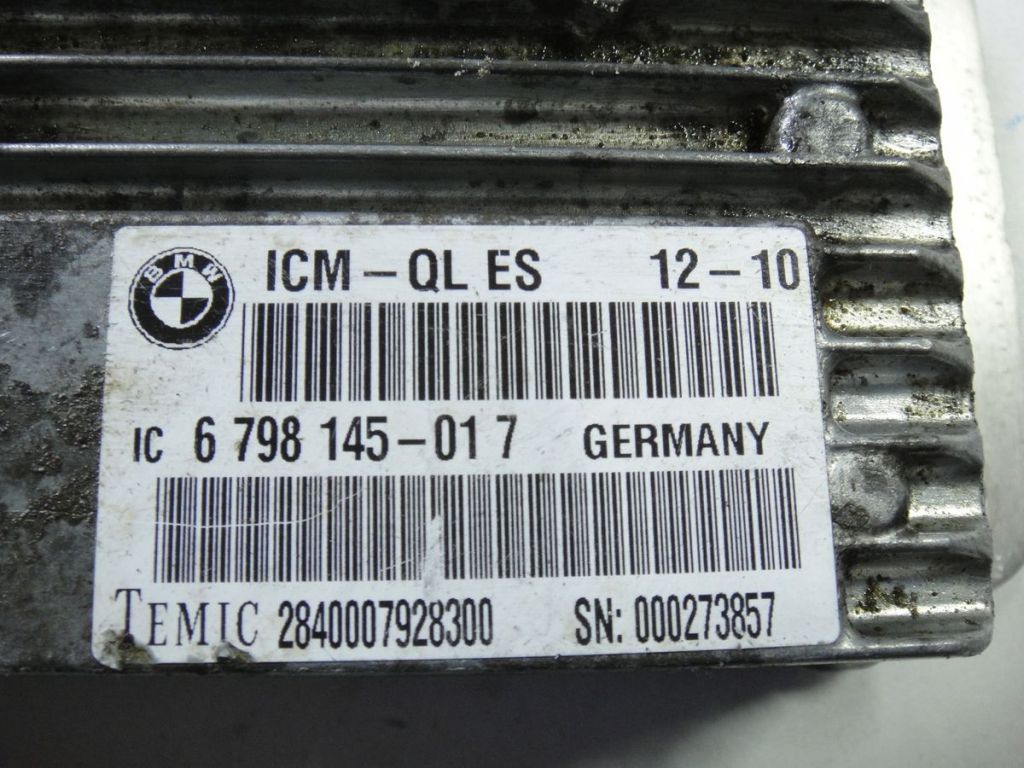 BMW
ICM – QL ES 12 – 10
IC 6 798 145 – 01 7 GERMANY
TEMIC 2840007928300 SN: 000273857